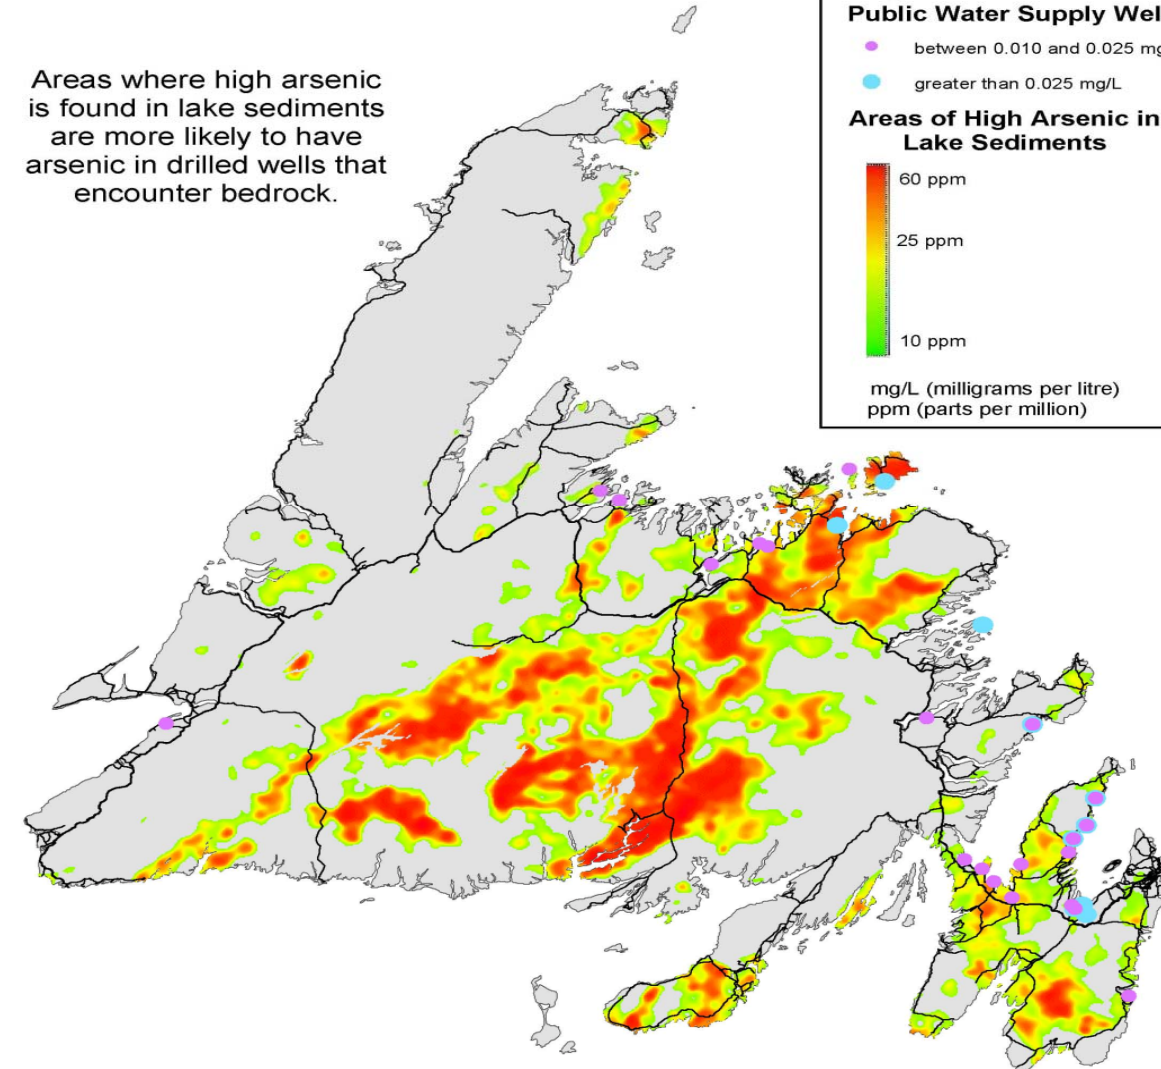 Areas where high arsenic
is found in lake sediments
are more likely to have
arsenic in drilled wells that
encounter bedrock.
Public Water Supply Wel
between 0.010 and 0.025 mg
greater than 0.025 mg/L
Areas of High Arsenic in
Lake Sediments
60 ppm
25 ppm
10 ppm
mg/L (milligrams per litre)
ppm (parts per million)